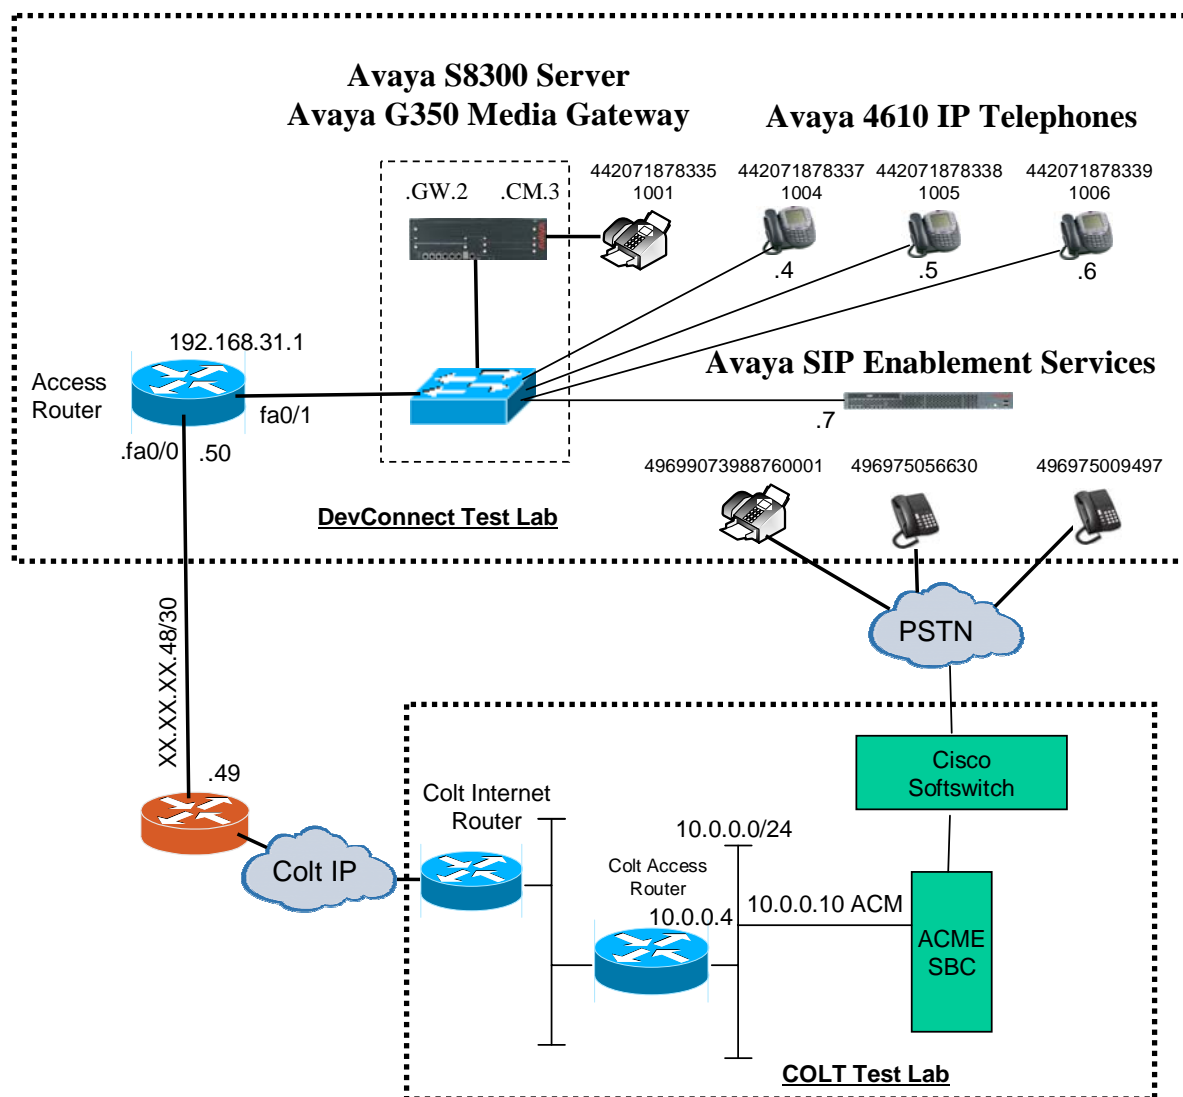 Avaya S8300 Server
Avaya G350 Media Gateway
Avaya 4610 IP Telephones
442071878335
1001
442071878337
1004
442071878338
1005
442071878339
1006
.GW.2
.CM.3
.4
.5
.6
192.168.31.1
Access
Router
fa0/1
.fa0/0
.50
Avaya SIP Enablement Services
.7
49699073988760001
496975056630
496975009497
DevConnect Test Lab
PSTN
XX.XX.XX.48/30
.49
Colt IP
Colt Internet
Router
Cisco
Softswitch
10.0.0.0/24
Colt Access
Router
10.0.0.4
10.0.0.10 ACM
ACME
SBC
COLT Test Lab